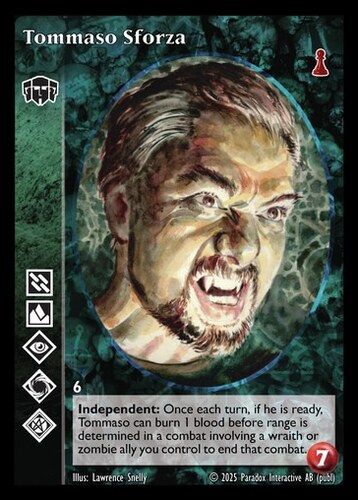 Tommaso Sforza
6
Independent: Once each turn, if he is ready,
Tommaso can burn 1 blood before range is
determined in a combat involving a wraith or
zombie ally you control to end that combat.
7
Illus: Lawrence Snelly
© 2025 Paradox Interactive AB (publ)